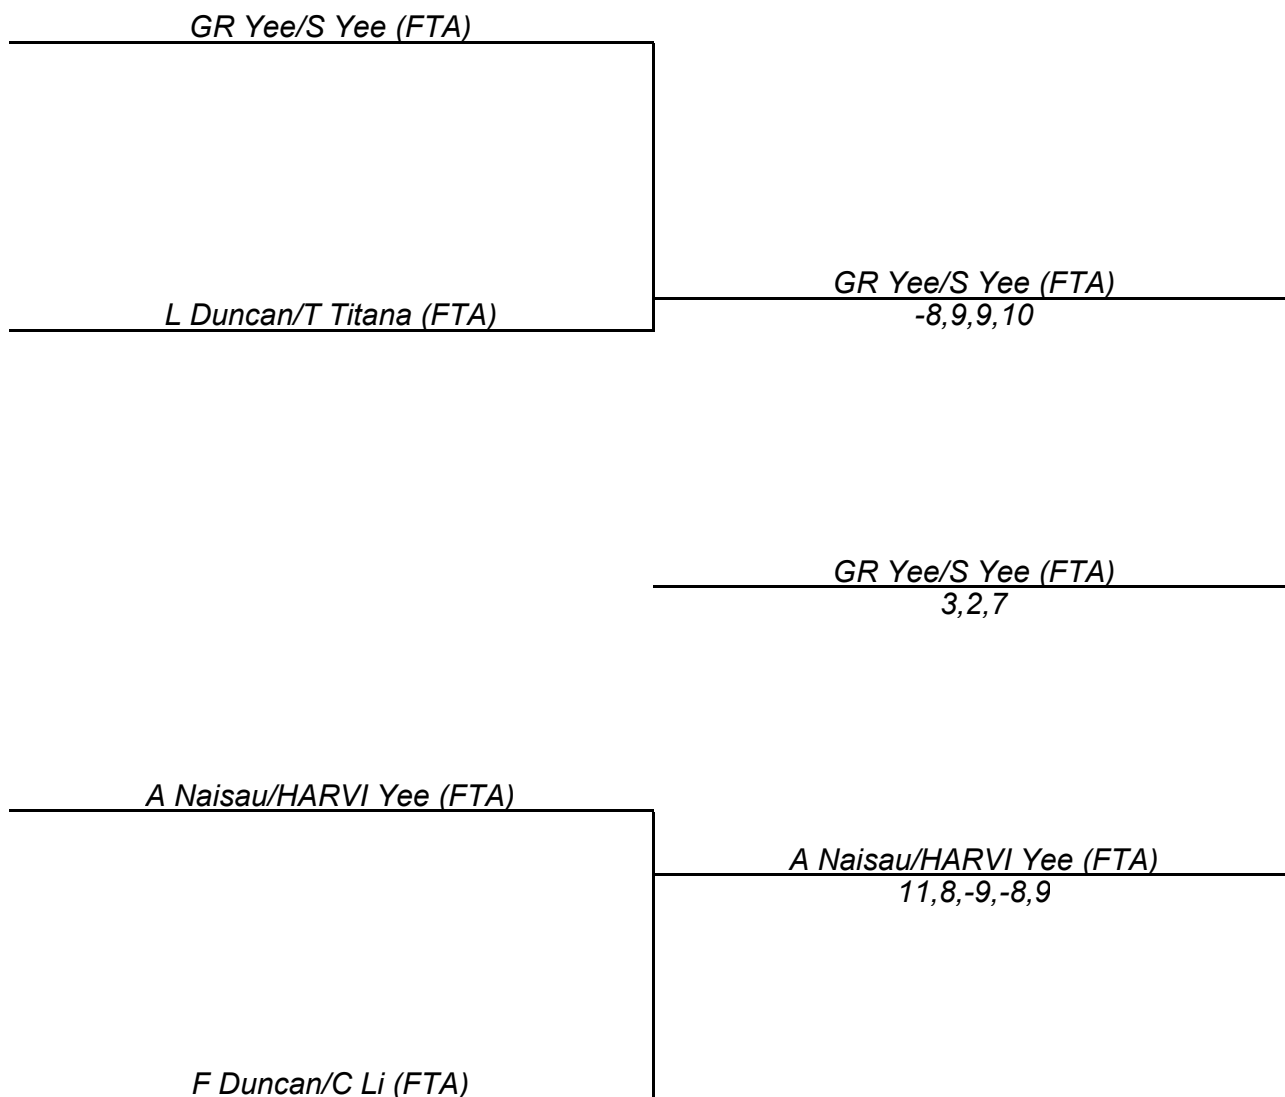 GR Yee/S Yee (FTA)
L Duncan/T Titana (FTA)
GR Yee/S Yee (FTA)
-8,9,9,10
GR Yee/S Yee (FTA)
3,2,7
A Naisau/HARVI Yee (FTA)
A Naisau/HARVI Yee (FTA)
11,8,-9,-8,9
F Duncan/C Li (FTA)